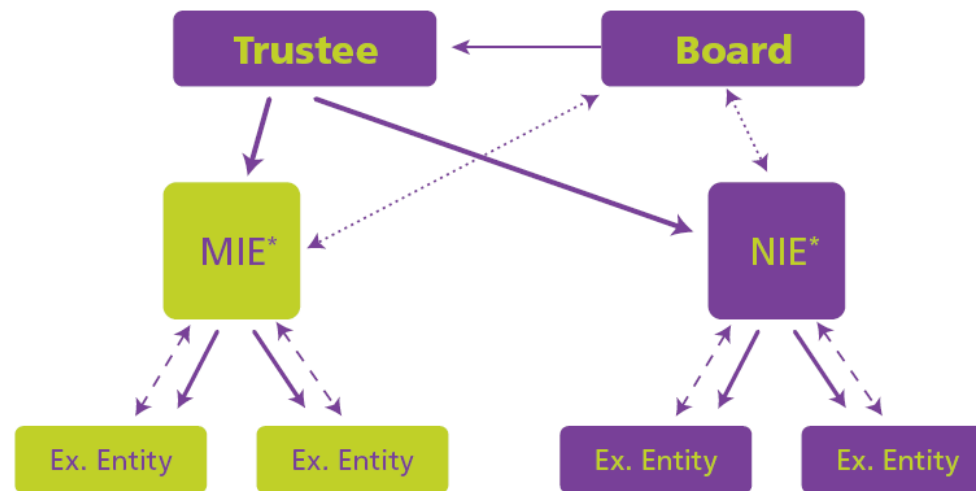 Trustee
Board
MIE*
NIE*
Ex. Entity
Ex. Entity
Ex. Entity
Ex. Entity